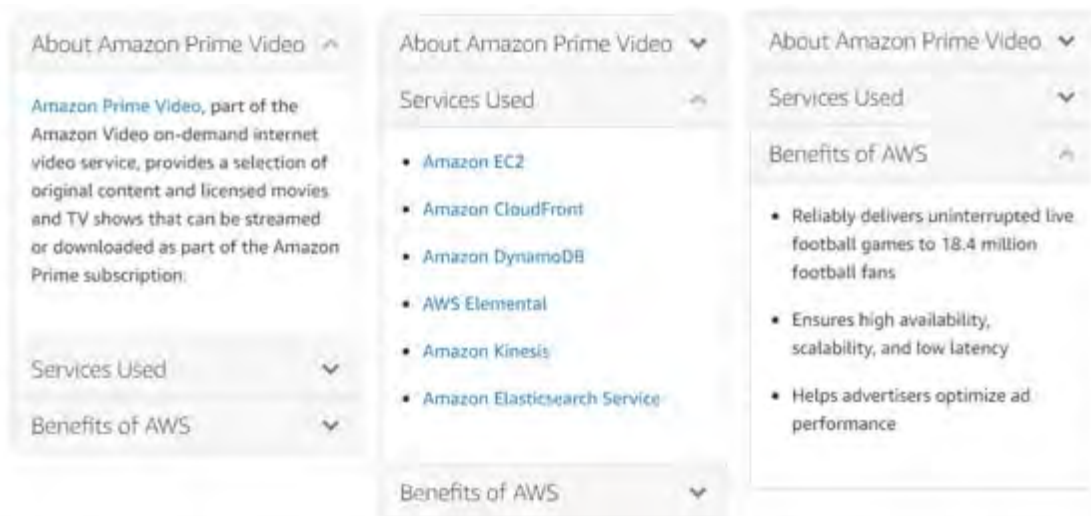 About Amazon Prime Video
Amazon Prime Video, part of the
Amazon Video on-demand internet
video service, provides a selection of
original content and licensed movies
and TV shows that can be streamed
or downloaded as part of the Amazon
Prime subscription.
Services Used
Benefits of AWS
About Amazon Prime Video
Services Used
• Amazon EC2
• Amazon CloudFront
• Amazon DynamoDB
• AWS Elemental
• Amazon Kinesis
• Amazon Elasticsearch Service
Benefits of AWS
About Amazon Prime Video
Services Used
Benefits of AWS
• Reliably delivers uninterrupted live
football games to 18.4 million
football fans
• Ensures high availability,
scalability, and low latency
• Helps advertisers optimize ad
performance